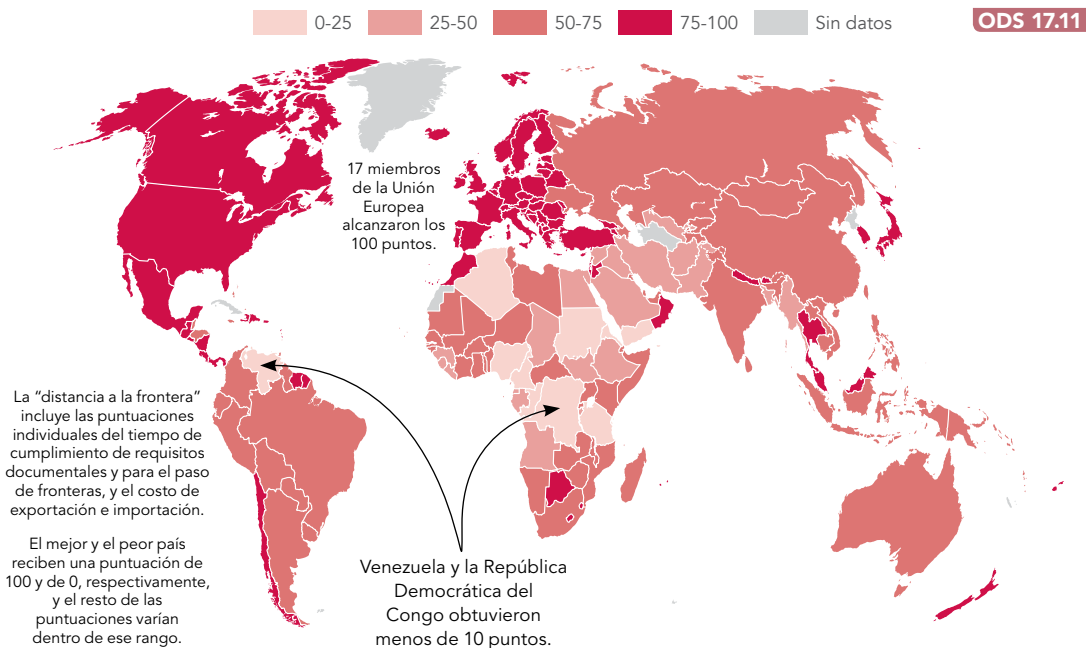 0-25
25-50
50-75
75-100
Sin datos
ODS 17.11
17 miembros
de la Unión
Europea
alcanzaron los
100 puntos.
La “distancia a la frontera”
incluye las puntuaciones
individuales del tiempo de
cumplimiento de requisitos
documentales y para el paso
de fronteras, y el costo de
exportación e importación.
El mejor y el peor país
reciben una puntuación de
100 y de 0, respectivamente,
y el resto de las
puntuaciones varían
dentro de ese rango.
Venezuela y la República
Democrática del
Congo obtuvieron
menos de 10 puntos.